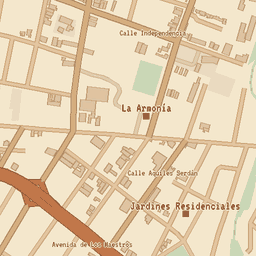 Calle Independencia
La Armonía
Calle Aquiles Serdán
Jardines Residenciales
Avenida de Los Maestros